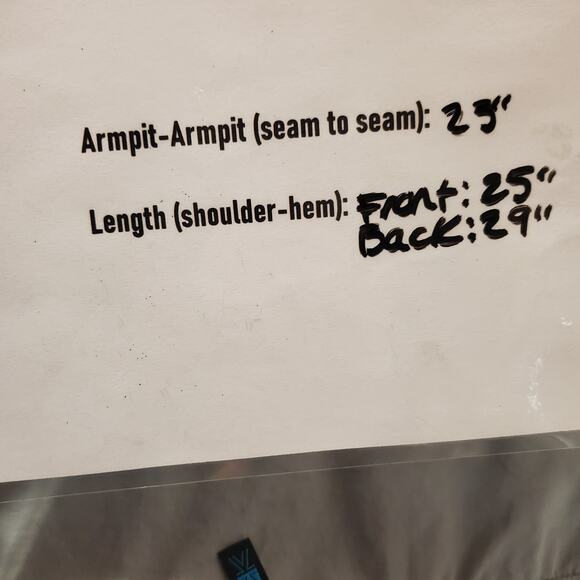 Armpit-Armpit (seam to seam): 23"
Length (shoulder-hem): Front: 25"
Back: 29"